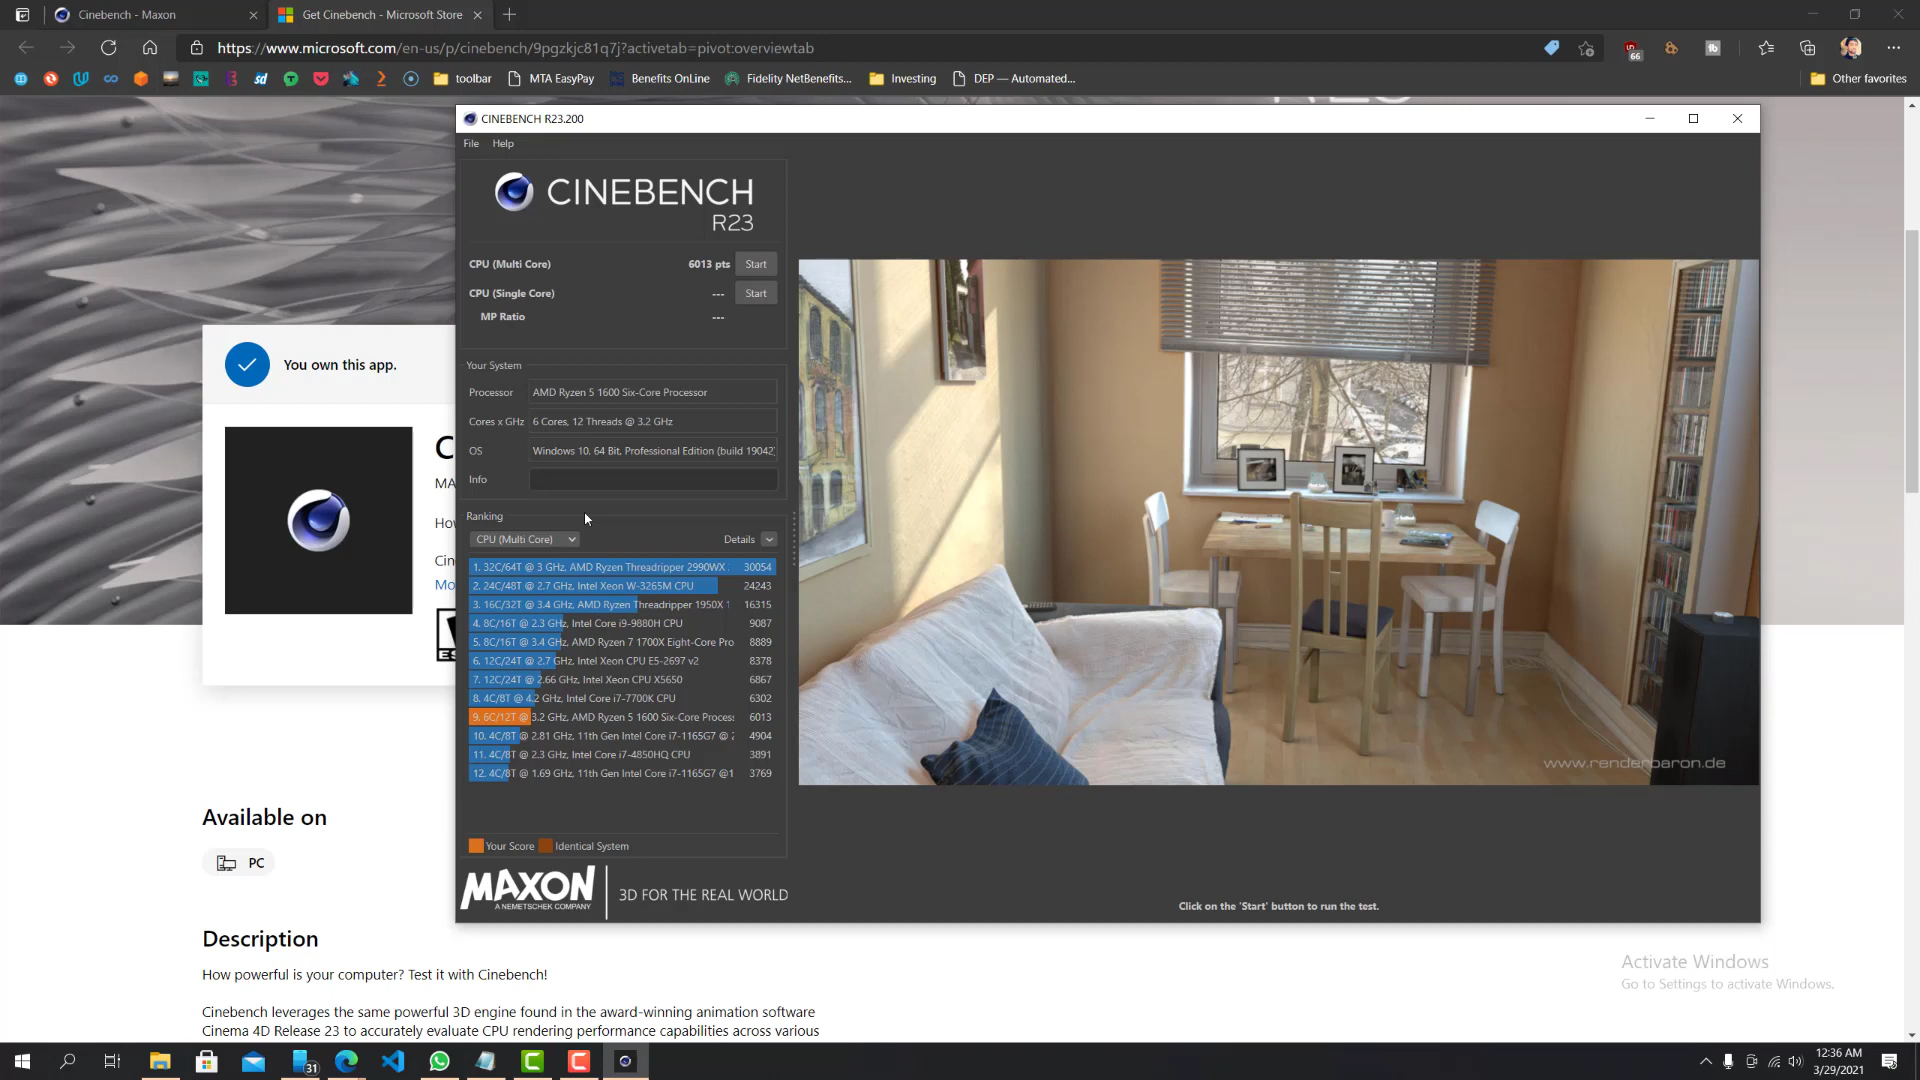 Cinebench - Maxon
Get Cinebench - Microsoft Store
https://www.microsoft.com/en-us/p/cinebench/9pgzkjc81q7j?activetab=pivot:overviewtab
66
sd
toolbar
MTA EasyPay
Benefits OnLine
Fidelity NetBenefits...
Investing
DEP — Automated...
Other favorites
CINEBENCH R23.200
File Help
CINEBENCH
R23
CPU (Multi Core) 6013 pts Start
CPU (Single Core) --- Start
MP Ratio ---
Your System
Processor AMD Ryzen 5 1600 Six-Core Processor
Cores x GHz 6 Cores, 12 Threads @ 3.2 GHz
OS Windows 10, 64 Bit, Professional Edition (build 19042)
Info
Ranking
CPU (Multi Core) Details
1. 32C/64T @ 3 GHz, AMD Ryzen Threadripper 2990WX 30054
2. 24C/48T @ 2.7 GHz, Intel Xeon W-3265M CPU 24243
3. 16C/32T @ 3.4 GHz, AMD Ryzen Threadripper 1950X 1 16315
4. 8C/16T @ 2.3 GHz, Intel Core i9-9880H CPU 9087
5. 8C/16T @ 3.4 GHz, AMD Ryzen 7 1700X Eight-Core Pro 8889
6. 12C/24T @ 2.7 GHz, Intel Xeon CPU E5-2697 v2 8378
7. 12C/24T @ 2.66 GHz, Intel Xeon CPU X5650 6867
8. 4C/8T @ 4.2 GHz, Intel Core i7-7700K CPU 6302
9. 6C/12T @ 3.2 GHz, AMD Ryzen 5 1600 Six-Core Process 6013
10. 4C/8T @ 2.81 GHz, 11th Gen Intel Core i7-1165G7 @ 2 4904
11. 4C/8T @ 2.3 GHz, Intel Core i7-4850HQ CPU 3891
12. 4C/8T @ 1.69 GHz, 11th Gen Intel Core i7-1165G7 @1 3769
Your Score Identical System
MAXON
A NEMETSCHEK COMPANY
3D FOR THE REAL WORLD
www.renderbaron.de
Click on the 'Start' button to run the test.
You own this app.
C
MA
Ho
Cin
Mo
Available on
PC
Description
How powerful is your computer? Test it with Cinebench!
Cinebench leverages the same powerful 3D engine found in the award-winning animation software
Cinema 4D Release 23 to accurately evaluate CPU rendering performance capabilities across various
Activate Windows
Go to Settings to activate Windows.
31
12:36 AM
3/29/2021